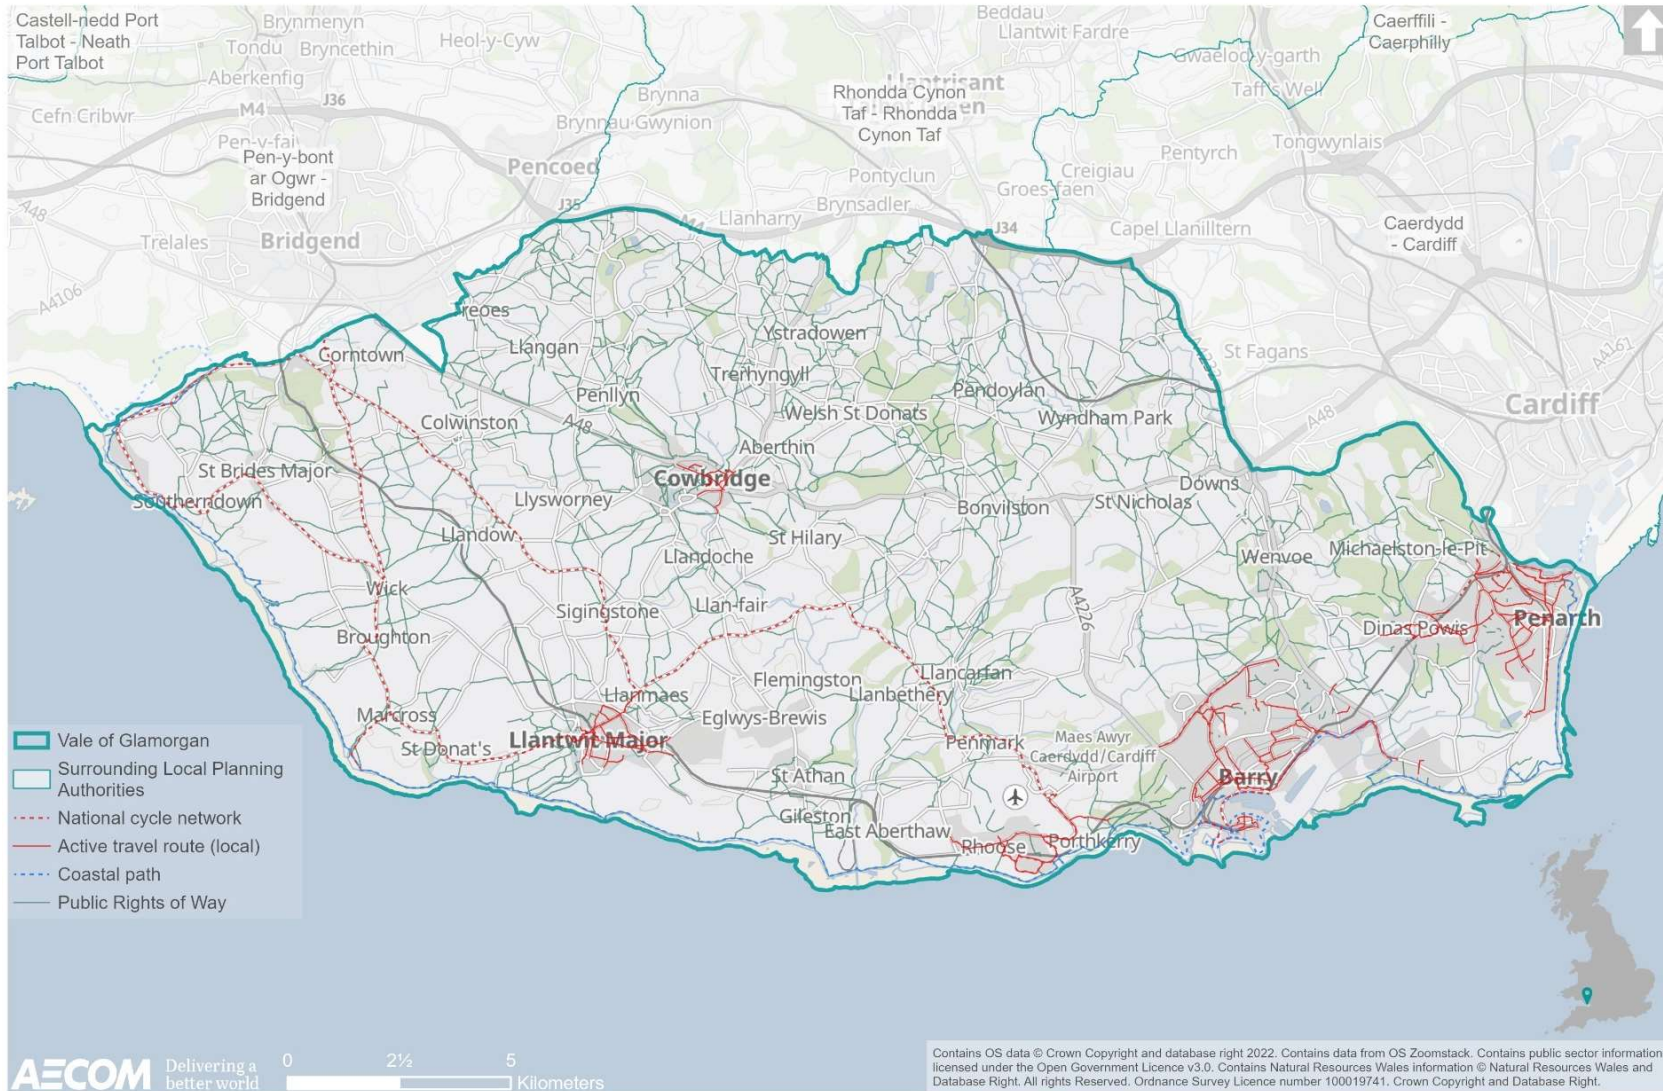 Castell-nedd Port
Talbot - Neath
Port Talbot
Brynmenyn
Tondu
Bryncethin
Heol-y-Cyw
Aberkenfig
M4
J36
Cefn Cribwr
Pen-y-fai
Pen-y-bont
ar Ogwr -
Bridgend
A48
Trelales
Bridgend
A4106
Beddau
Llantwit Fardre
Caerffili -
Caerphilly
Gwaelod-y-garth
Taff's Well
Brynna
Brynnau Gwynion
Llantrisant
Rhondda Cynon
Taf - Rhondda
Cynon Taf
Tongwynlais
Pencoed
Pentyrch
Creigiau
Pontyclun
Groes-faen
Brynsadler
J35
M4
Llanharry
J34
Capel Llanilltern
Caerdydd
- Cardiff
reoes
Corntown
Llangan
Ystradowen
A4232
St Fagans
A4161
Trerhyngyll
Penllyn
Pendoylan
Cardiff
Colwinston
A48
Welsh St Donats
Wyndham Park
A48
Aberthin
St Brides Major
Cowbridge
Downs
Southerndown
Llysworney
Bonvilston
St Nicholas
Llandow
St Hilary
Llandoche
Wenvoe
Michaelston-le-Pit
Wick
Sigingstone
Llan-fair
A4226
Broughton
Dinas Powis
Penarth
Flemingston
Llancarfan
Llanmaes
Llanbethery
Marcross
Eglwys-Brewis
St Donat's
Llantwit Major
Penmark
Maes Awyr
Caerdydd/Cardiff
Airport
St Athan
Barry
Gileston
East Aberthaw
Rhoose
Porthkerry
Vale of Glamorgan
Surrounding Local Planning
Authorities
National cycle network
Active travel route (local)
Coastal path
Public Rights of Way
AECOM
Delivering a
better world
0 2½ 5
Kilometers
Contains OS data © Crown Copyright and database right 2022. Contains data from OS Zoomstack. Contains public sector information
licensed under the Open Government Licence v3.0. Contains Natural Resources Wales information © Natural Resources Wales and
Database Right. All rights Reserved. Ordnance Survey Licence number 100019741. Crown Copyright and Database Right.